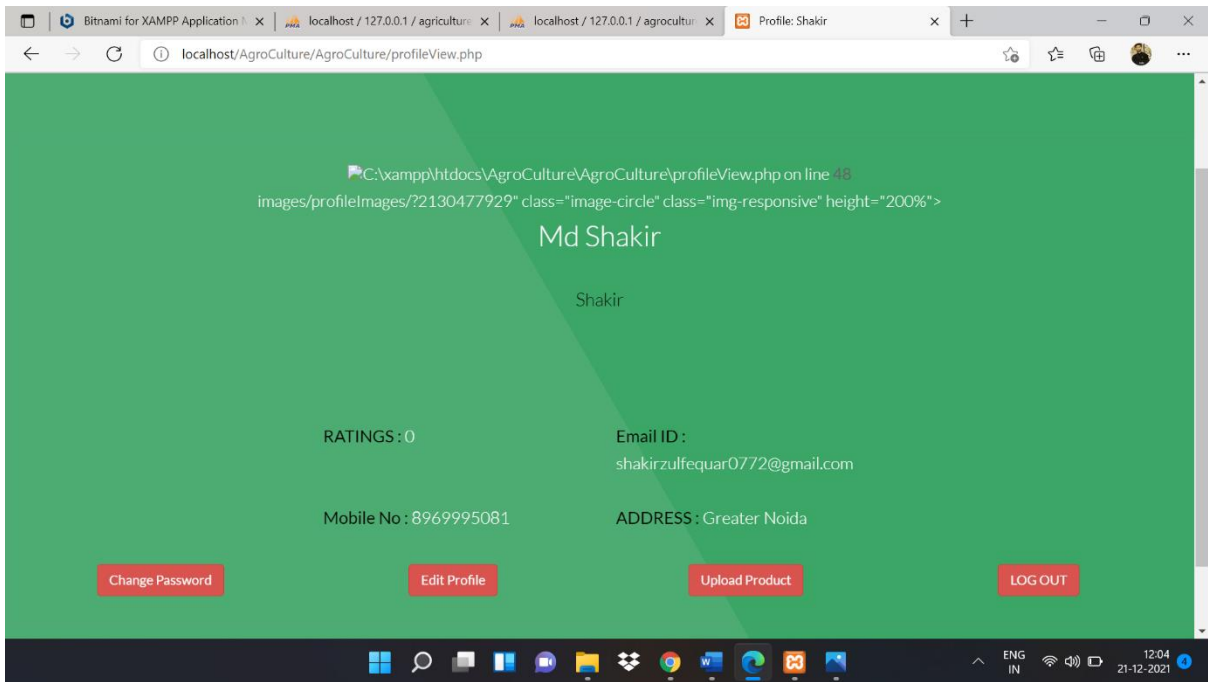 Bitnami for XAMPP Application
localhost / 127.0.0.1 / agriculture
localhost / 127.0.0.1 / agrocultur
Profile: Shakir
localhost/AgroCulture/AgroCulture/profileView.php
C:\xampp\htdocs\AgroCulture\AgroCulture\profileView.php on line 48
images/profileImages/?2130477929" class="image-circle" class="img-responsive" height="200%">
Md Shakir
Shakir
RATINGS : 0
Email ID :
shakirzulfequar0772@gmail.com
Mobile No : 8969995081
ADDRESS : Greater Noida
Change Password
Edit Profile
Upload Product
LOG OUT
ENG
IN
12:04
21-12-2021
4